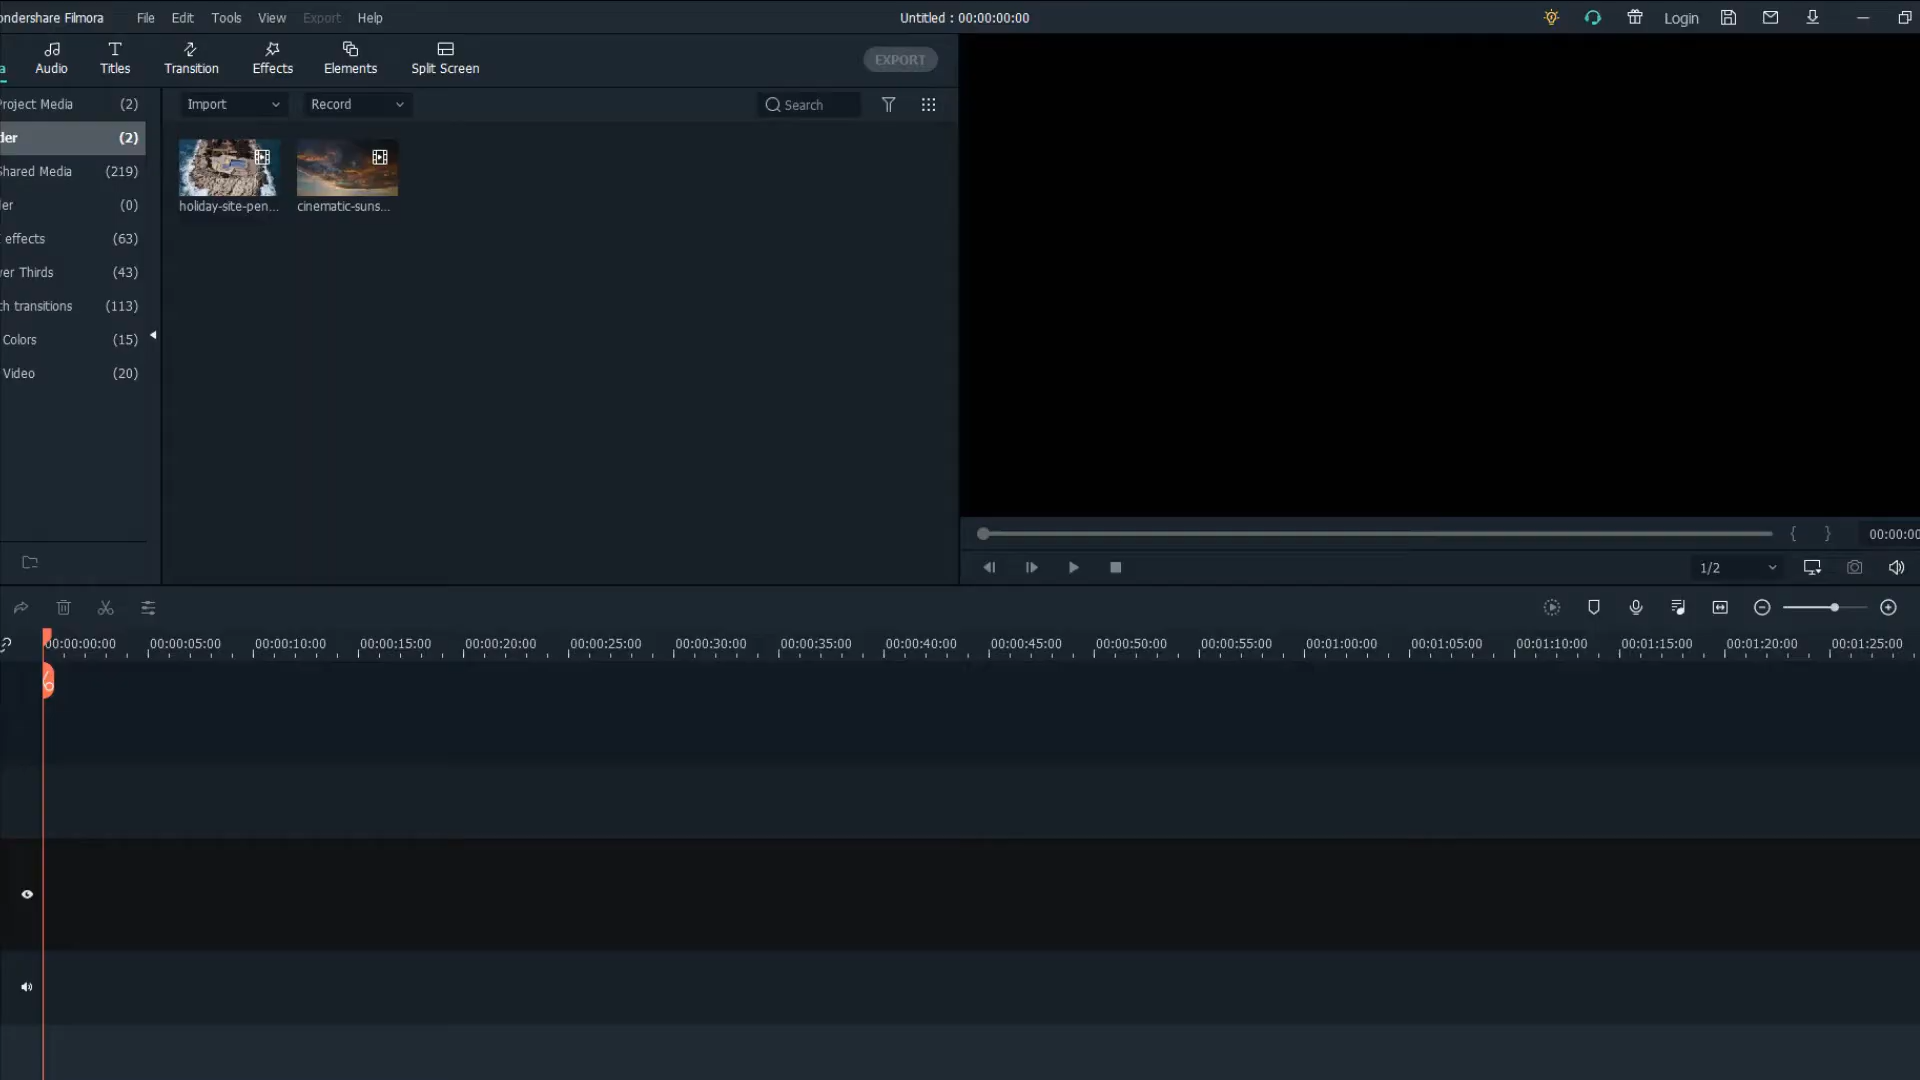 ondershare Filmora File Edit Tools View Export Help Untitled : 00:00:00:00 Login
a Audio Titles Transition Effects Elements Split Screen EXPORT
Project Media (2) Import Record Search
der (2)
Shared Media (219)
der (0)
effects (63)
ver Thirds (43)
ch transitions (113)
Colors (15)
Video (20)
holiday-site-pen... cinematic-suns...
{ } 00:00:00
1/2
00:00:00:00 00:00:05:00 00:00:10:00 00:00:15:00 00:00:20:00 00:00:25:00 00:00:30:00 00:00:35:00 00:00:40:00 00:00:45:00 00:00:50:00 00:00:55:00 00:01:00:00 00:01:05:00 00:01:10:00 00:01:15:00 00:01:20:00 00:01:25:00